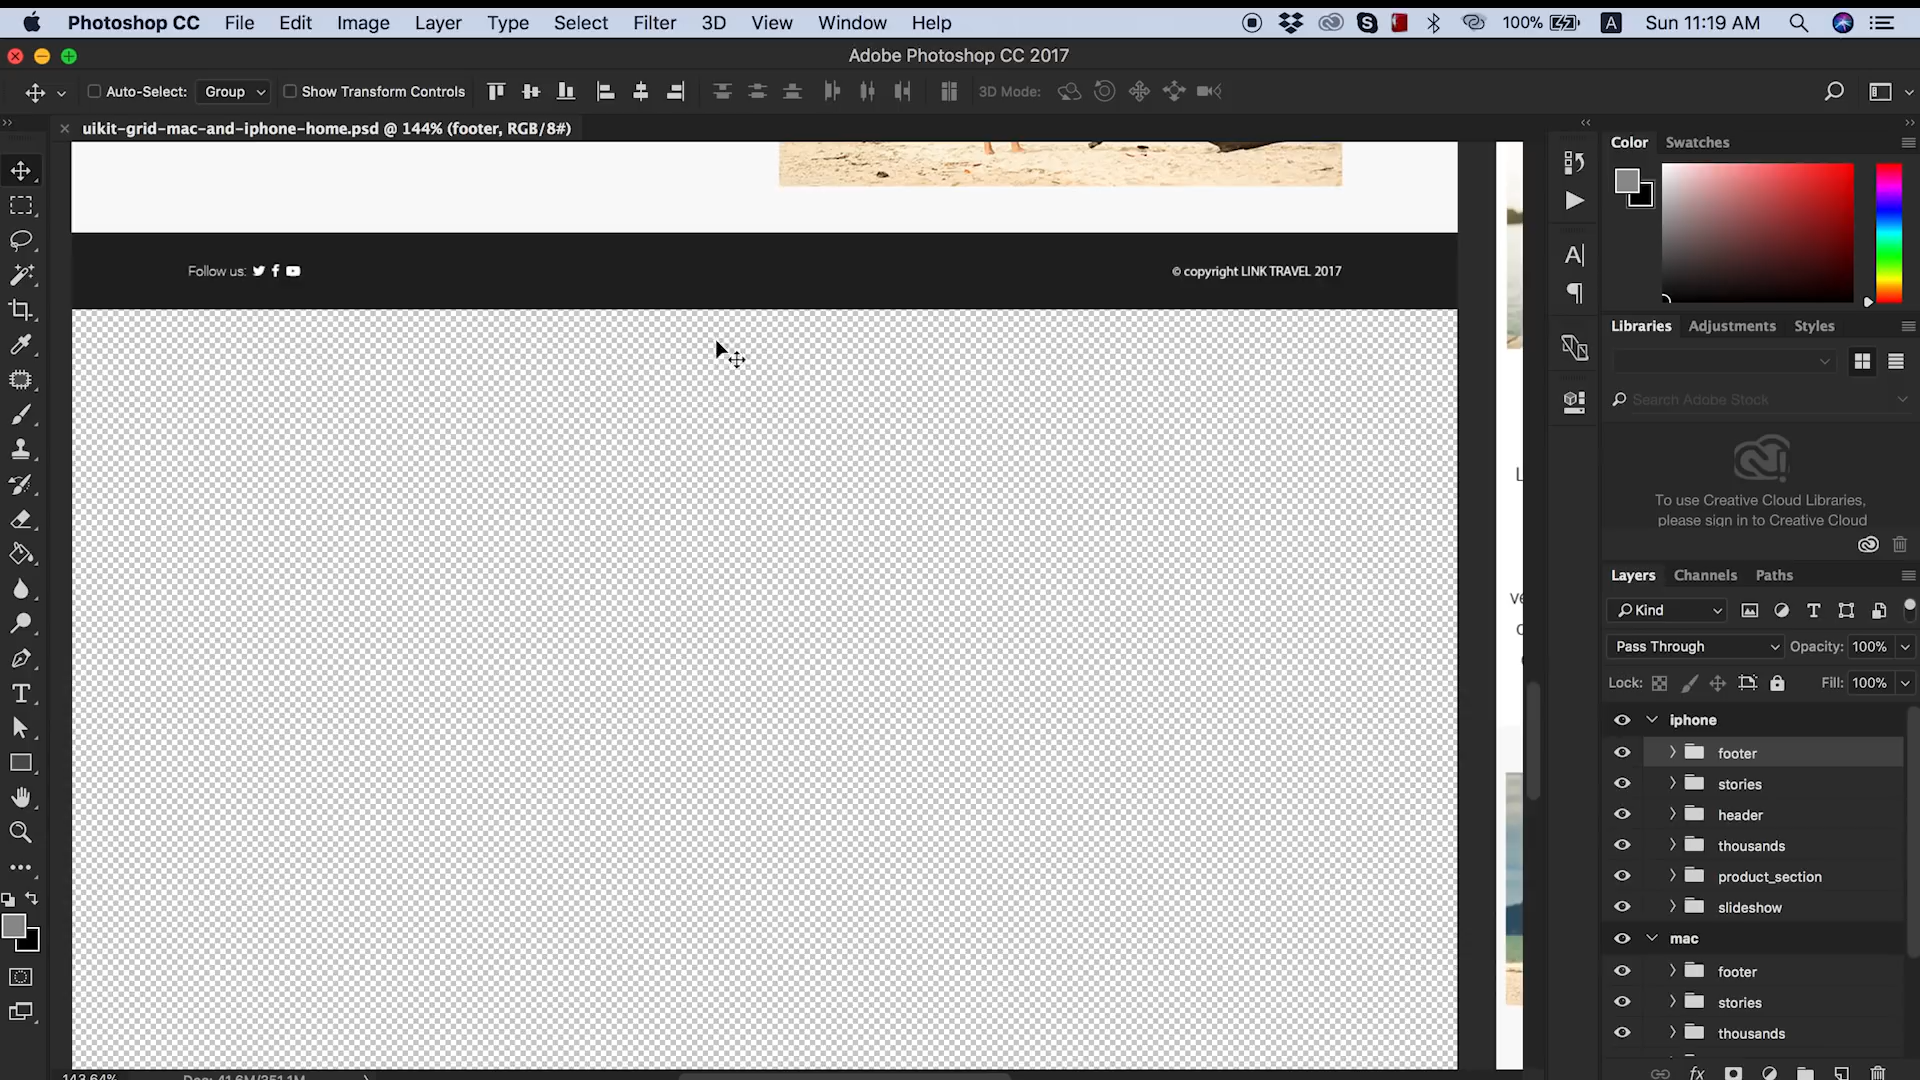 Photoshop CC File Edit Image Layer Type Select Filter 3D View Window Help 100% A Sun 11:19 AM
Adobe Photoshop CC 2017
Auto-Select: Group Show Transform Controls 3D Mode:
uikit-grid-mac-and-iphone-home.psd @ 144% (footer, RGB/8#)
Follow us:
© copyright LINK TRAVEL 2017
Color Swatches
Libraries Adjustments Styles
Search Adobe Stock
To use Creative Cloud Libraries,
please sign in to Creative Cloud
Layers Channels Paths
Kind
Pass Through Opacity: 100%
Lock: Fill: 100%
iphone
footer
stories
header
thousands
product_section
slideshow
mac
footer
stories
thousands